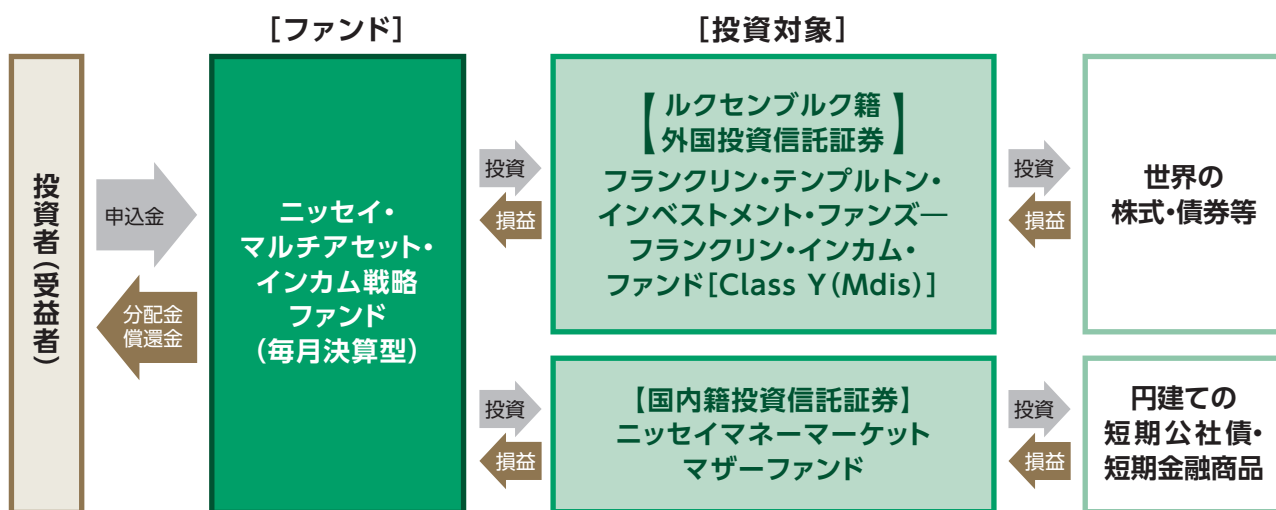 [ファンド]
[投資対象]
投資者(受益者)
申込金
分配金
償還金
ニッセイ・
マルチアセット・
インカム戦略
ファンド
(毎月決算型)
投資
損益
【ルクセンブルク籍
外国投資信託証券】
フランクリン・テンプルトン・
インベストメント・ファンズ―
フランクリン・インカム・
ファンド[Class Y(Mdis)]
投資
損益
世界の
株式・債券等
投資
損益
【国内籍投資信託証券】
ニッセイマネーマーケット
マザーファンド
投資
損益
円建ての
短期公社債・
短期金融商品